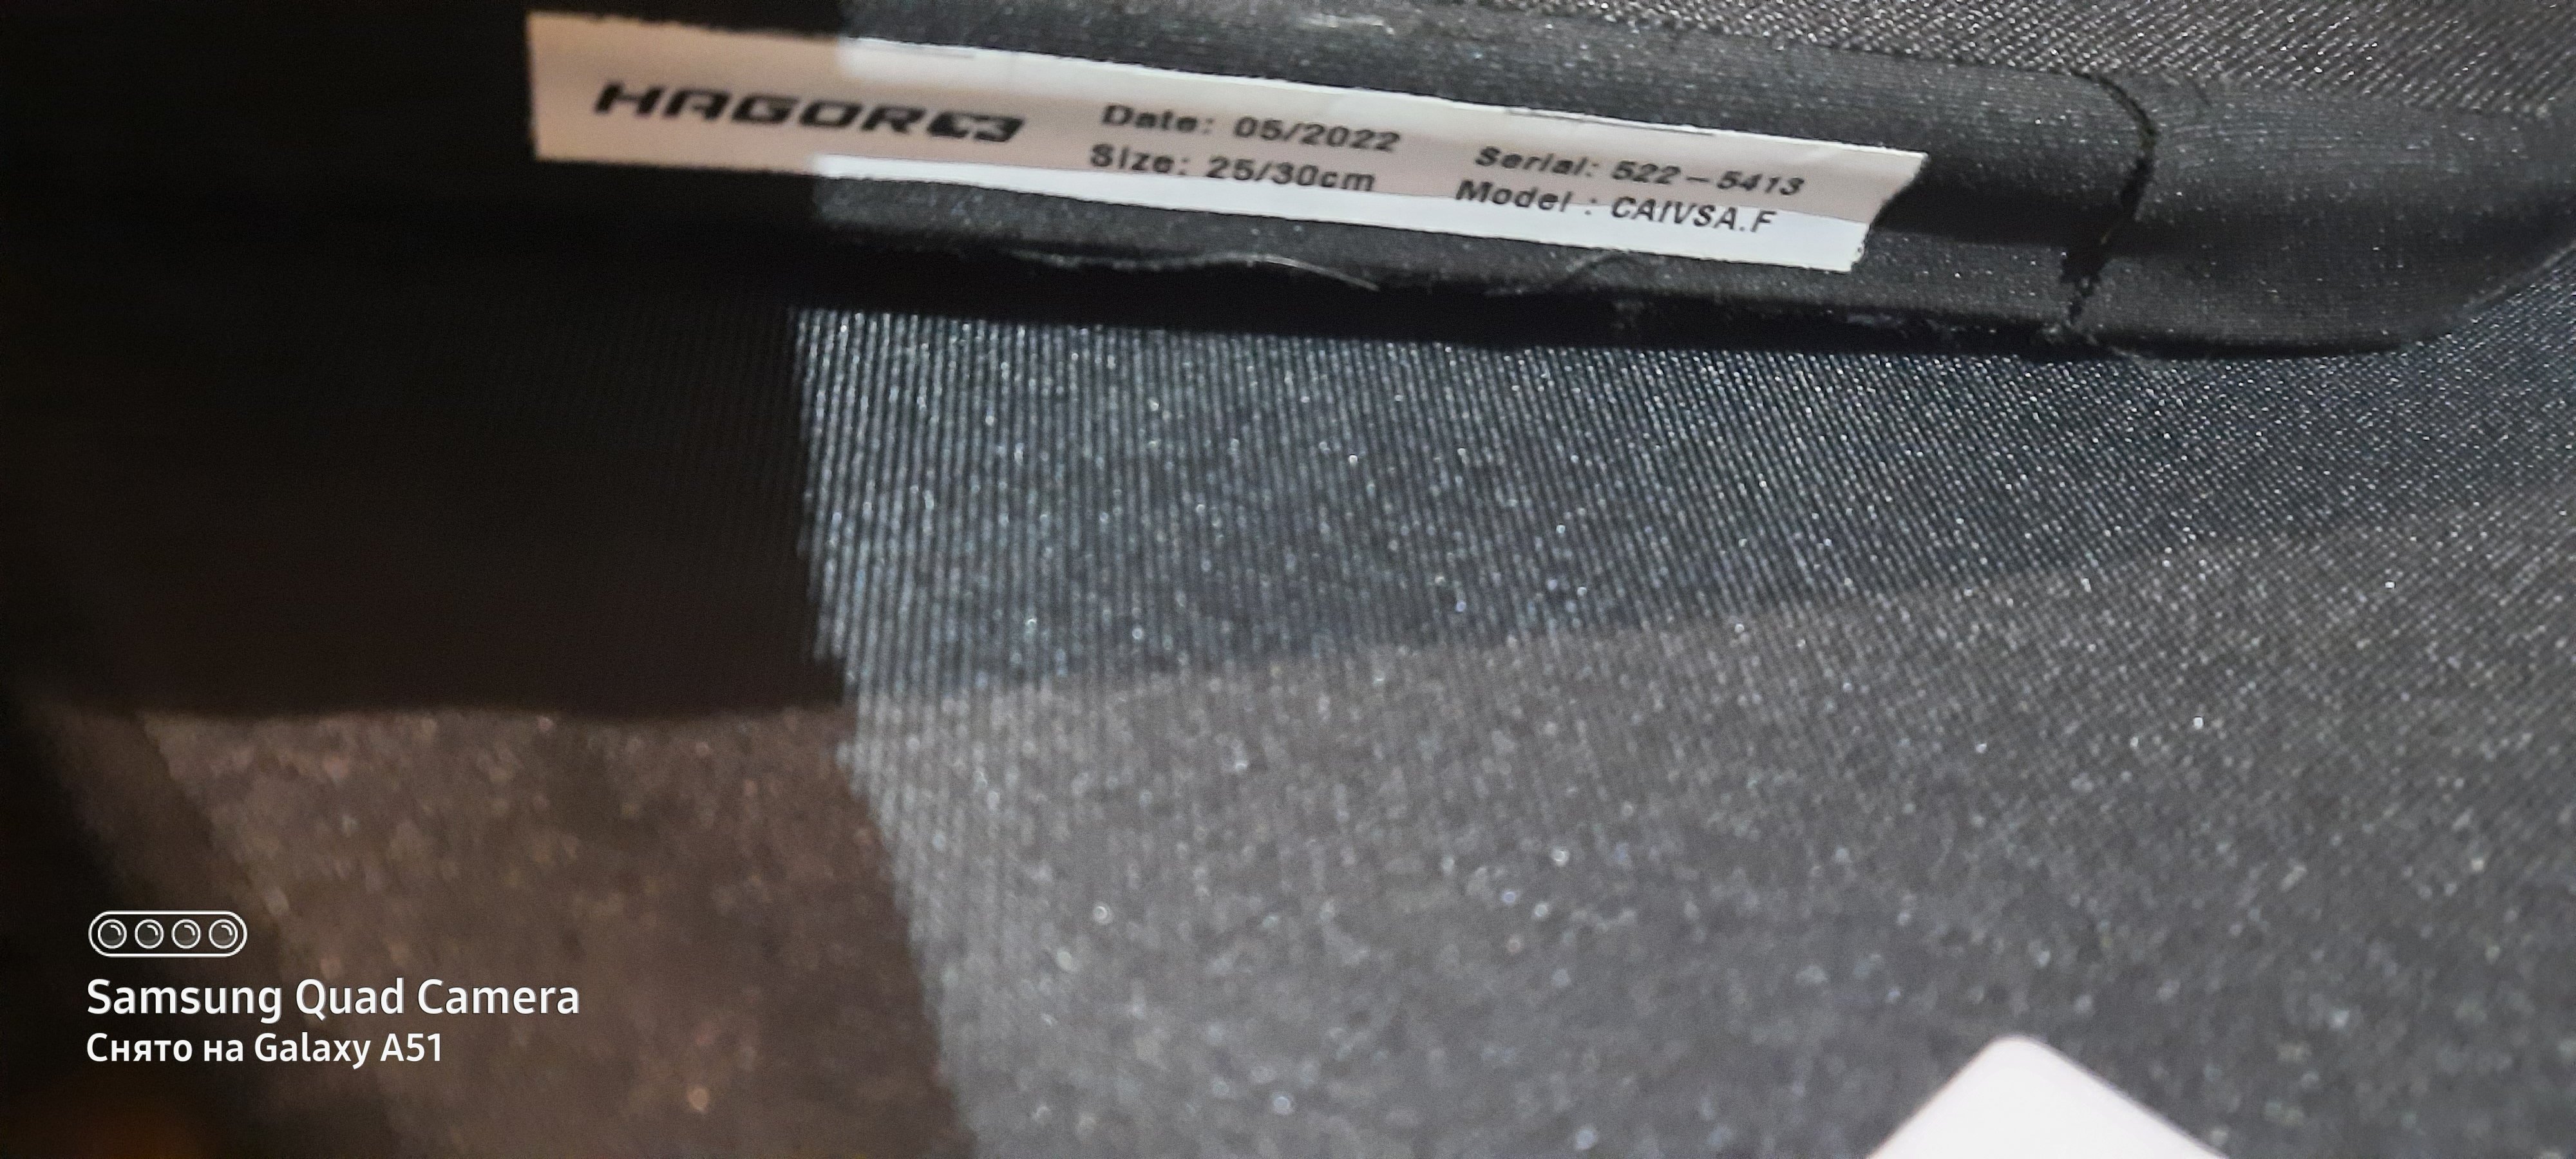 HAGOR
Date: 05/2022
Size: 25/30cm
Serial: 522-5413
Model : CAIVSA.F
Samsung Quad Camera
Снято на Galaxy A51